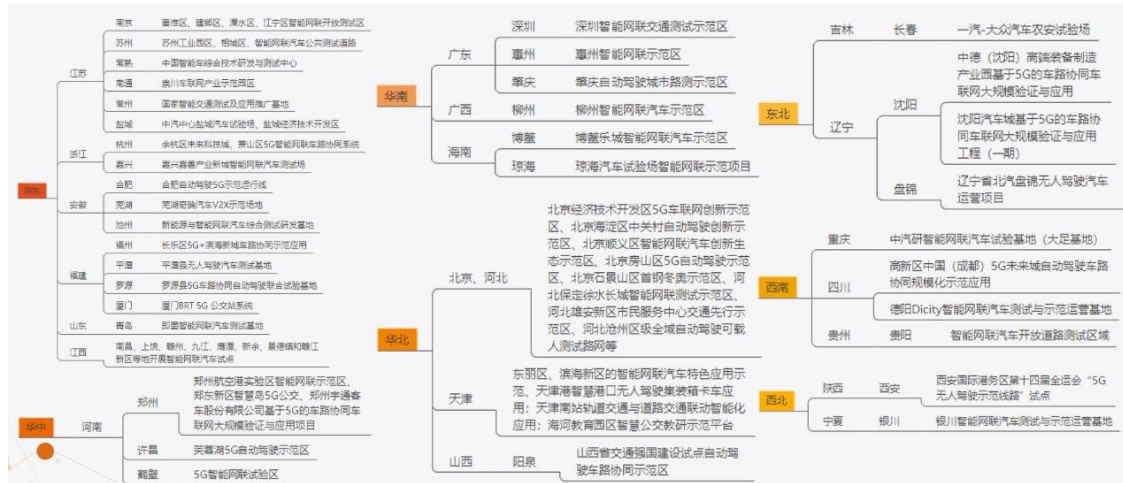 华东
江苏
南京 秦淮区、建邺区、溧水区、江宁区智能网联开放测试区
苏州 苏州工业园区、相城区、智能网联汽车公共测试道路
常熟 中国智能车综合技术研发与测试中心
南通 崇川车联网产业示范园区
常州 国家智能交通测试及应用推广基地
盐城 中汽中心盐城汽车试验场、盐城经济技术开发区
浙江
杭州 余杭区未来科技城、萧山区5G智能网联车路协同系统
嘉兴 嘉兴嘉善产业新城智能网联汽车测试场
安徽
合肥 合肥自动驾驶5G示范运行线
芜湖 芜湖奇瑞汽车V2X示范场地
池州 新能源与智能网联汽车综合测试研发基地
福建
福州 长乐区5G+滨海新城车路协同示范应用
平潭 平潭县无人驾驶汽车测试基地
罗源 罗源县5G车路协同自动驾驶联合试验基地
厦门 厦门BRT 5G 公交站系统
山东 青岛 即墨智能网联汽车测试基地
江西
南昌、上饶、赣州、九江、鹰潭、新余、景德镇和赣江
新区等地开展智能网联汽车试点
华中
河南
郑州
郑州航空港实验区智能网联示范区、
郑东新区智慧岛5G公交、郑州宇通客
车股份有限公司基于5G的车路协同车
联网大规模验证与应用项目
许昌 芙蓉湖5G自动驾驶示范区
鹤壁 5G智能网联试验区
华南
广东
深圳 深圳智能网联交通测试示范区
惠州 惠州智能网联示范区
肇庆 肇庆自动驾驶城市路测示范区
广西 柳州 柳州智能网联汽车示范区
海南
博鳌 博鳌乐城智能网联汽车示范区
琼海 琼海汽车试验场智能网联示范项目
华北
北京、河北
北京经济技术开发区5G车联网创新示范
区、北京海淀区中关村自动驾驶创新示
范区、北京顺义区智能网联汽车创新生
态示范区、北京房山区5G自动驾驶示范
区、北京石景山区首钢冬奥示范区、河
北保定徐水长城智能网联测试示范区、
河北雄安新区市民服务中心交通先行示
范区、河北沧州区级全域自动驾驶可载
人测试路网等
天津
东丽区、滨海新区的智能网联汽车特色应用示
范、天津港智慧港口无人驾驶集装箱卡车应
用；天津南站轨道交通与道路交通联动智能化
应用；海河教育园区智慧公交教研示范平台
山西 阳泉
山西省交通强国建设试点自动驾
驶车路协同示范区
东北
吉林 长春 一汽-大众汽车农安试验场
辽宁
沈阳
中德（沈阳）高端装备制造
产业园基于5G的车路协同车
联网大规模验证与应用
沈阳汽车城基于5G的车路协
同车联网大规模验证与应用
工程（一期）
盘锦
辽宁省北汽盘锦无人驾驶汽车
运营项目
西南
重庆 中汽研智能网联汽车试验基地（大足基地）
四川
高新区中国（成都）5G未来城自动驾驶车路
协同规模化示范应用
德阳Dicity智能网联汽车测试与示范运营基地
贵州 贵阳 智能网联汽车开放道路测试区域
西北
陕西 西安
西安国际港务区第十四届全运会“5G
无人驾驶示范线路”试点
宁夏 银川 银川智能网联汽车测试与示范运营基地